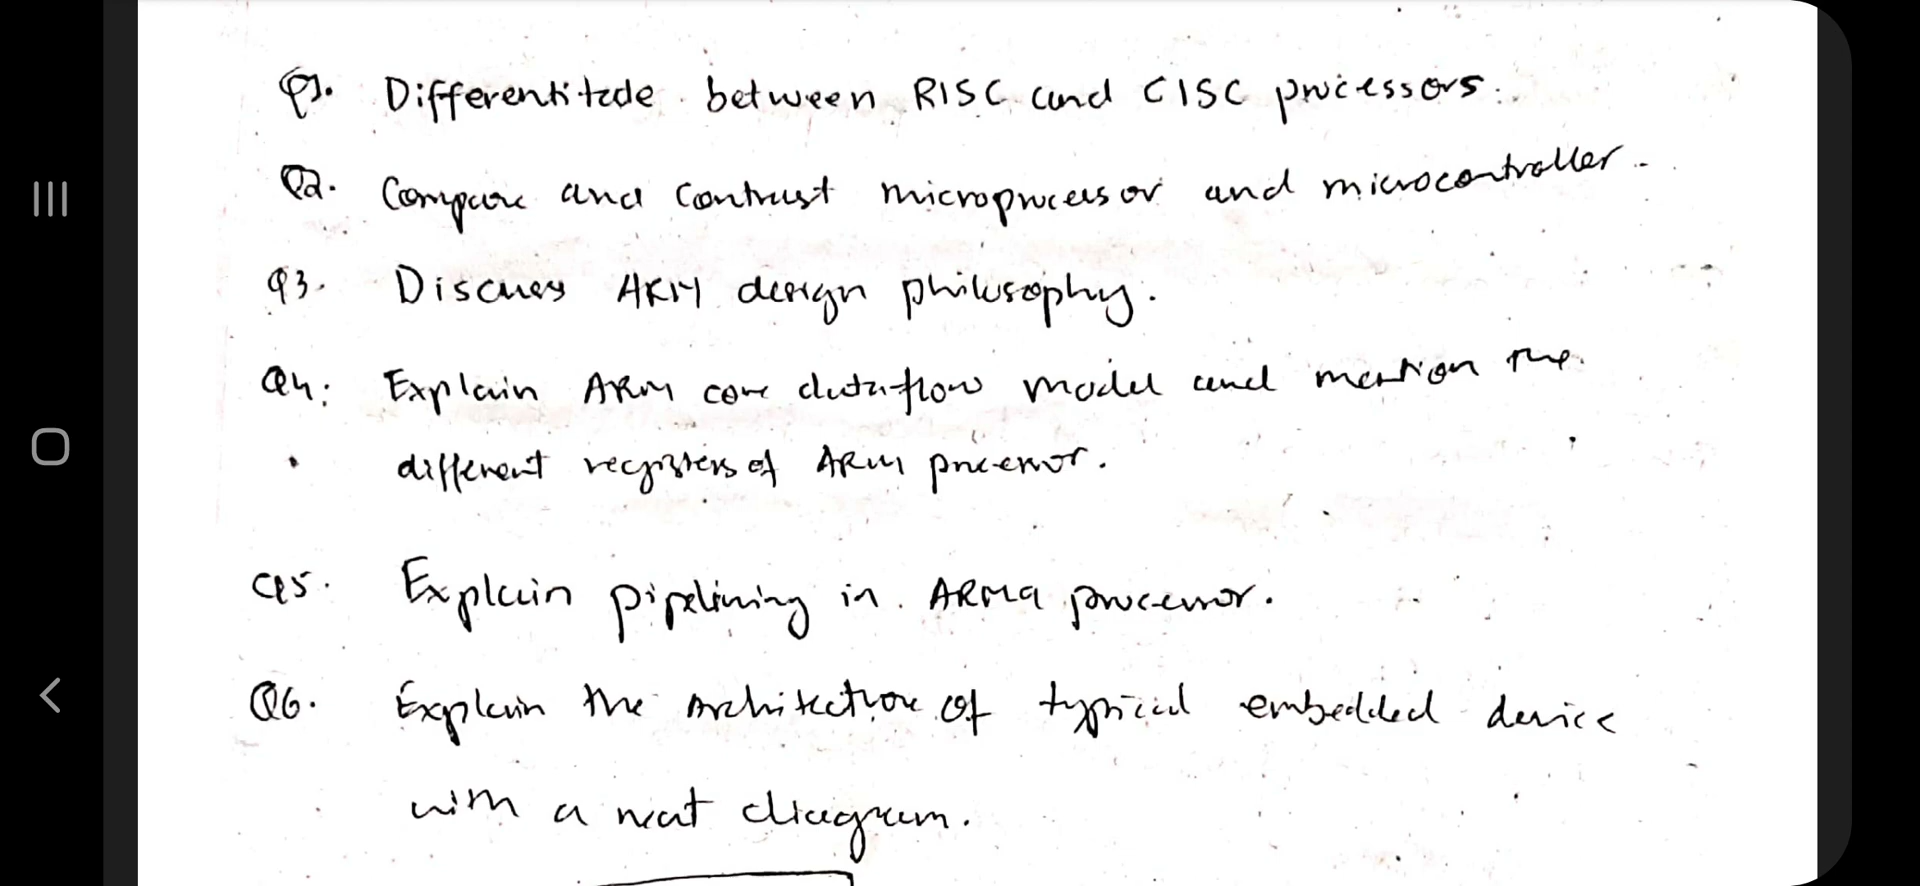 Q1. Differentitade between RISC and CISC processors.
Q2. Compare and contrast microprocessor and microcontroller.
Q3. Discuss ARM design philosophy.
Q4: Explain ARM core dataflow model and mention the
different registers of ARM processor.
Q5. Explain pipelining in ARM9 processor.
Q6. Explain the Architecture of typical embedded device
with a neat diagram.